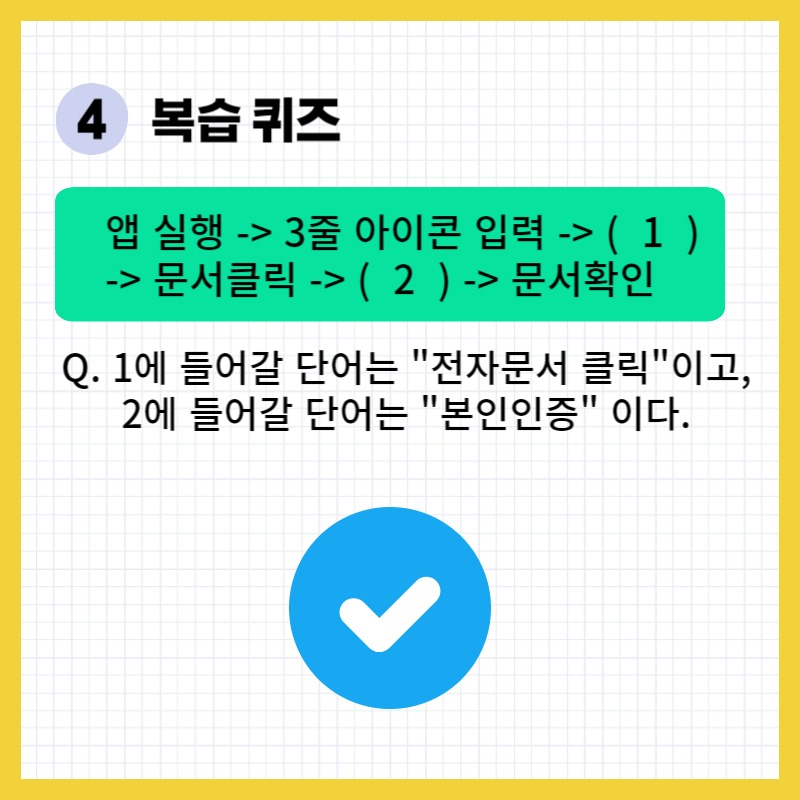 4 복습 퀴즈
앱 실행 -> 3줄 아이콘 입력 -> ( 1 )
-> 문서클릭 -> ( 2 ) -> 문서확인
Q. 1에 들어갈 단어는 "전자문서 클릭"이고,
2에 들어갈 단어는 "본인인증" 이다.